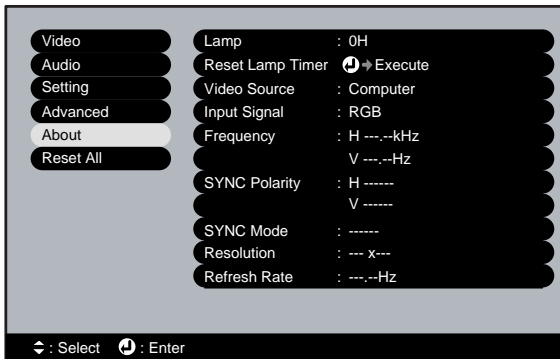 Video
Audio
Setting
Advanced
About
Reset All
Lamp : 0H
Reset Lamp Timer Execute
Video Source : Computer
Input Signal : RGB
Frequency : H ---.--kHz
V ---.--Hz
SYNC Polarity : H ------
V ------
SYNC Mode : ------
Resolution : --- x---
Refresh Rate : ---.--Hz
: Select : Enter